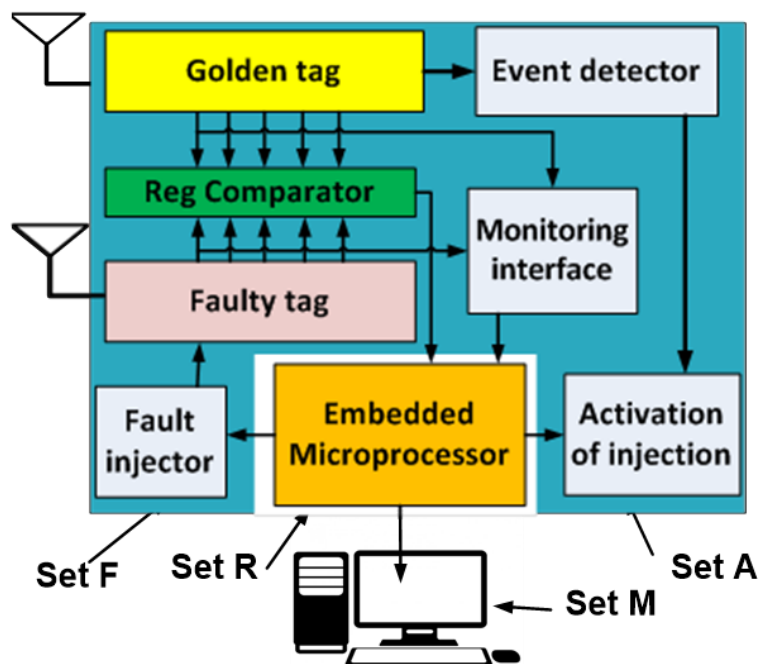 Golden tag
Event detector
Reg Comparator
Monitoring
interface
Faulty tag
Fault
injector
Embedded
Microprocessor
Activation
of injection
Set F
Set R
Set A
Set M